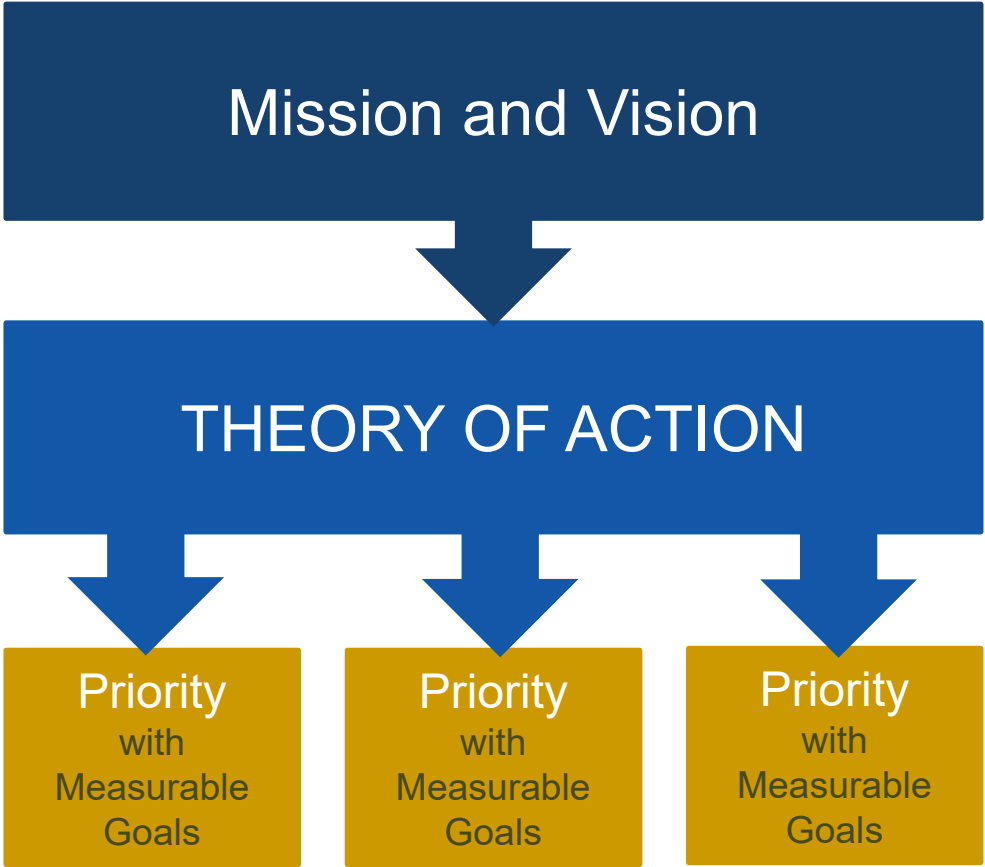 Mission and Vision
THEORY OF ACTION
Priority
with
Measurable
Goals
Priority
with
Measurable
Goals
Priority
with
Measurable
Goals